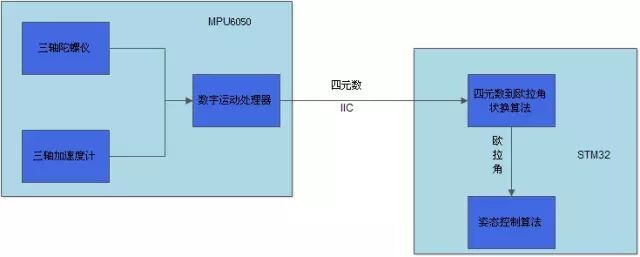 MPU6050
三轴陀螺仪
数字运动处理器
三轴加速度计
四元数
IIC
四元数到欧拉角
状换算法
欧
拉
角
STM32
姿态控制算法